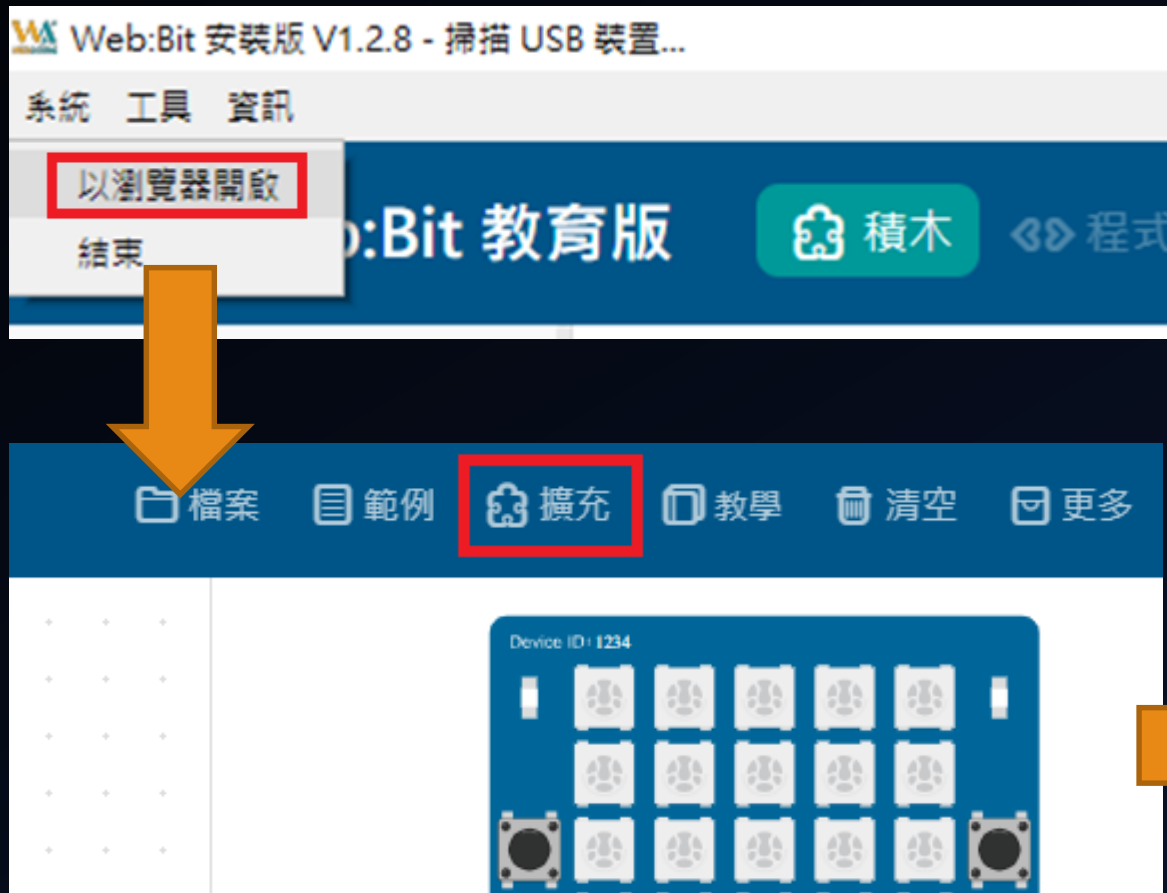 Web:Bit 安裝版 V1.2.8 - 掃描 USB 裝置...
系統 工具 資訊
以瀏覽器開啟
結束
:Bit 教育版 積木 程式
檔案 範例 擴充 教學 清空 更多
Device ID：1234